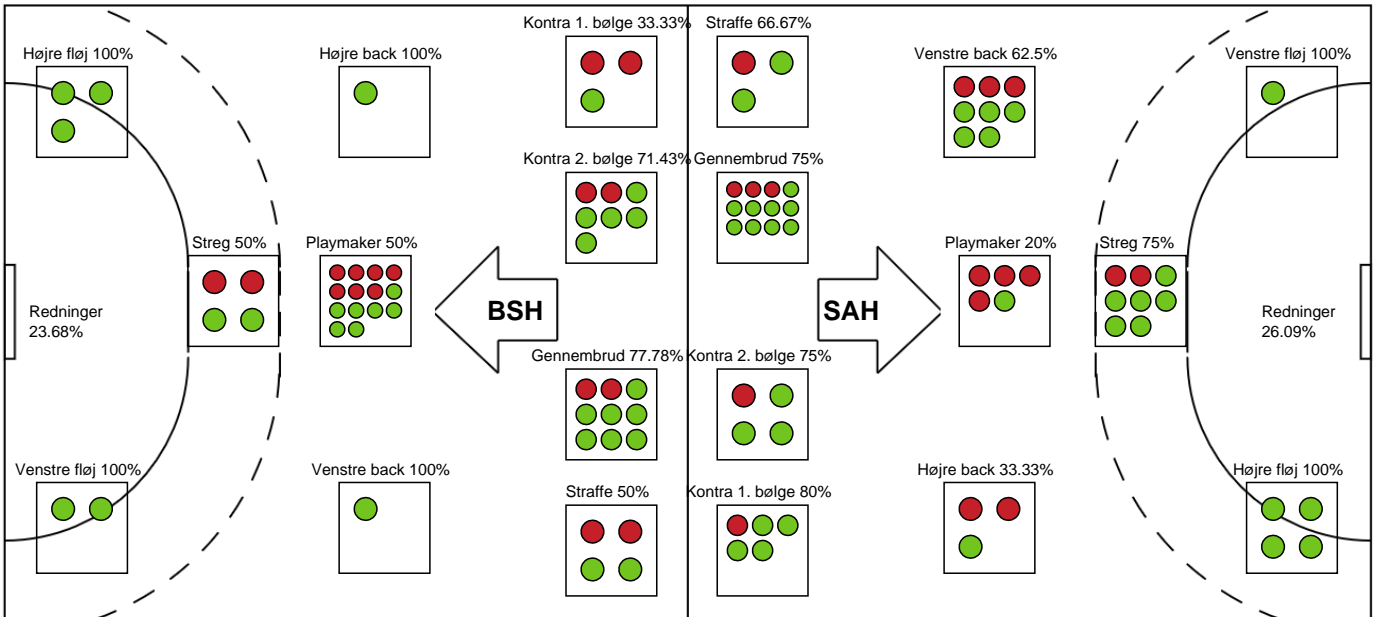 Kontra 1. bølge 33.33%
Straffe 66.67%
Højre fløj 100%
Højre back 100%
Venstre back 62.5%
Venstre fløj 100%
Kontra 2. bølge 71.43%
Gennembrud 75%
Streg 50%
Playmaker 50%
Playmaker 20%
Streg 75%
Redninger
23.68%
BSH
SAH
Redninger
26.09%
Gennembrud 77.78%
Kontra 2. bølge 75%
Venstre fløj 100%
Venstre back 100%
Højre back 33.33%
Højre fløj 100%
Straffe 50%
Kontra 1. bølge 80%